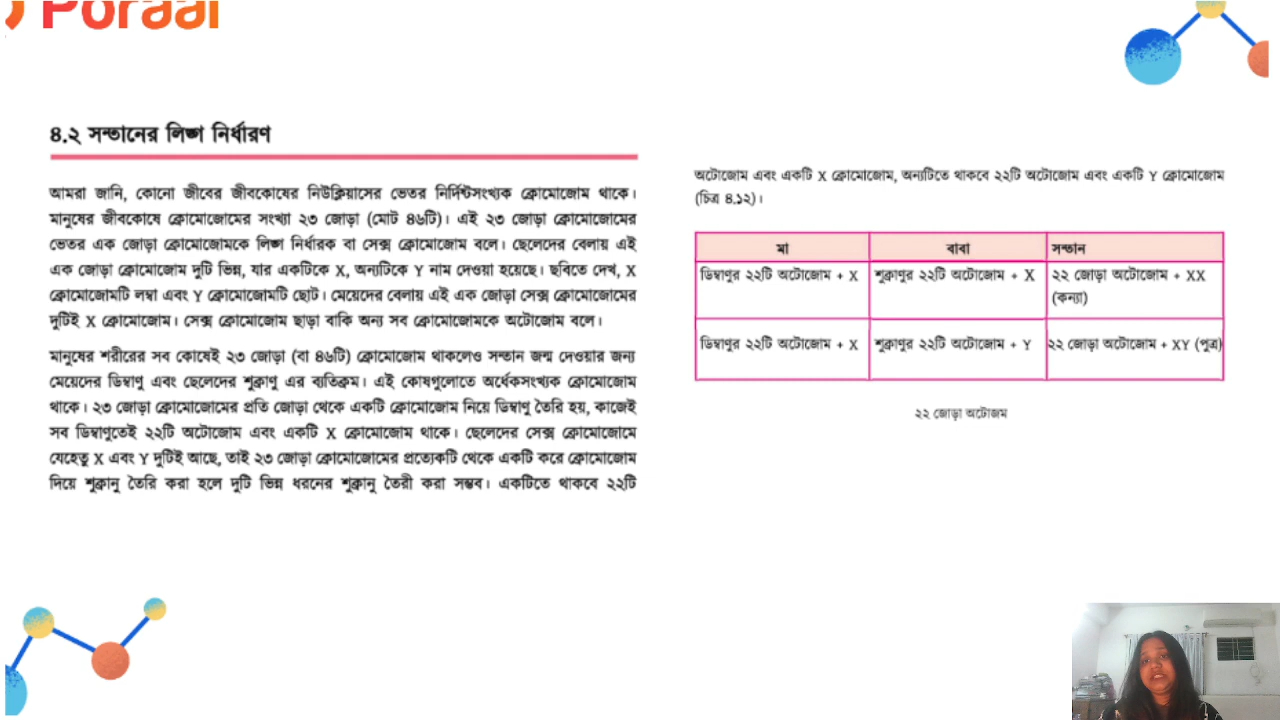 Poraai
৪.২ সন্তানের লিঙ্গ নির্ধারণ
আমরা জানি, কোনো জীবের জীবকোষের নিউক্লিয়াসের ভেতর নির্দিষ্টসংখ্যক ক্রোমোজোম থাকে।
মানুষের জীবকোষে ক্রোমোজোমের সংখ্যা ২৩ জোড়া (মোট ৪৬টি)। এই ২৩ জোড়া ক্রোমোজোমের
ভেতর এক জোড়া ক্রোমোজোমকে লিঙ্গ নির্ধারক বা সেক্স ক্রোমোজোম বলে। ছেলেদের বেলায় এই
এক জোড়া ক্রোমোজোম দুটি ভিন্ন, যার একটিকে X, অন্যটিকে Y নাম দেওয়া হয়েছে। ছবিতে দেখ, X
ক্রোমোজোমটি লম্বা এবং Y ক্রোমোজোমটি ছোট। মেয়েদের বেলায় এই এক জোড়া সেক্স ক্রোমোজোমের
দুটিই X ক্রোমোজোম। সেক্স ক্রোমোজোম ছাড়া বাকি অন্য সব ক্রোমোজোমকে অটোজোম বলে।
মানুষের শরীরের সব কোষেই ২৩ জোড়া (বা ৪৬টি) ক্রোমোজোম থাকলেও সন্তান জন্ম দেওয়ার জন্য
মেয়েদের ডিম্বাণু এবং ছেলেদের শুক্রাণু এর ব্যতিক্রম। এই কোষগুলোতে অর্ধেকসংখ্যক ক্রোমোজোম
থাকে। ২৩ জোড়া ক্রোমোজোমের প্রতি জোড়া থেকে একটি ক্রোমোজোম নিয়ে ডিম্বাণু তৈরি হয়, কাজেই
সব ডিম্বাণুতেই ২২টি অটোজোম এবং একটি X ক্রোমোজোম থাকে। ছেলেদের সেক্স ক্রোমোজোমে
যেহেতু X এবং Y দুটিই আছে, তাই ২৩ জোড়া ক্রোমোজোমের প্রত্যেকটি থেকে একটি করে ক্রোমোজোম
দিয়ে শুক্রানু তৈরি করা হলে দুটি ভিন্ন ধরনের শুক্রানু তৈরী করা সম্ভব। একটিতে থাকবে ২২টি
অটোজোম এবং একটি X ক্রোমোজোম, অন্যটিতে থাকবে ২২টি অটোজোম এবং একটি Y ক্রোমোজোম
(চিত্র ৪.১২)।
মা বাবা সন্তান
ডিম্বাণুর ২২টি অটোজোম + X শুক্রাণুর ২২টি অটোজোম + X ২২ জোড়া অটোজোম + XX
(কন্যা)
ডিম্বাণুর ২২টি অটোজোম + X শুক্রাণুর ২২টি অটোজোম + Y ২২ জোড়া অটোজোম + XY (পুত্র)
২২ জোড়া অটোজম